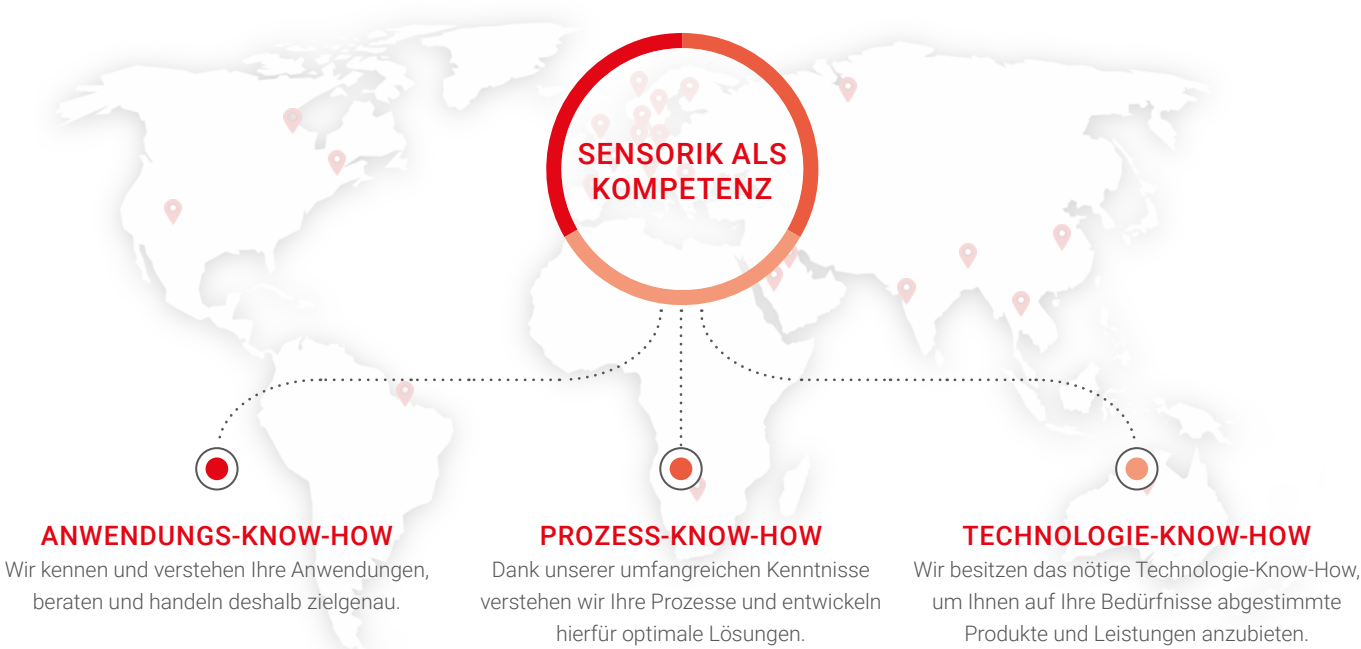 SENSORIK ALS
KOMPETENZ
ANWENDUNGS-KNOW-HOW
Wir kennen und verstehen Ihre Anwendungen,
beraten und handeln deshalb zielgenau.
PROZESS-KNOW-HOW
Dank unserer umfangreichen Kenntnisse
verstehen wir Ihre Prozesse und entwickeln
hierfür optimale Lösungen.
TECHNOLOGIE-KNOW-HOW
Wir besitzen das nötige Technologie-Know-How,
um Ihnen auf Ihre Bedürfnisse abgestimmte
Produkte und Leistungen anzubieten.